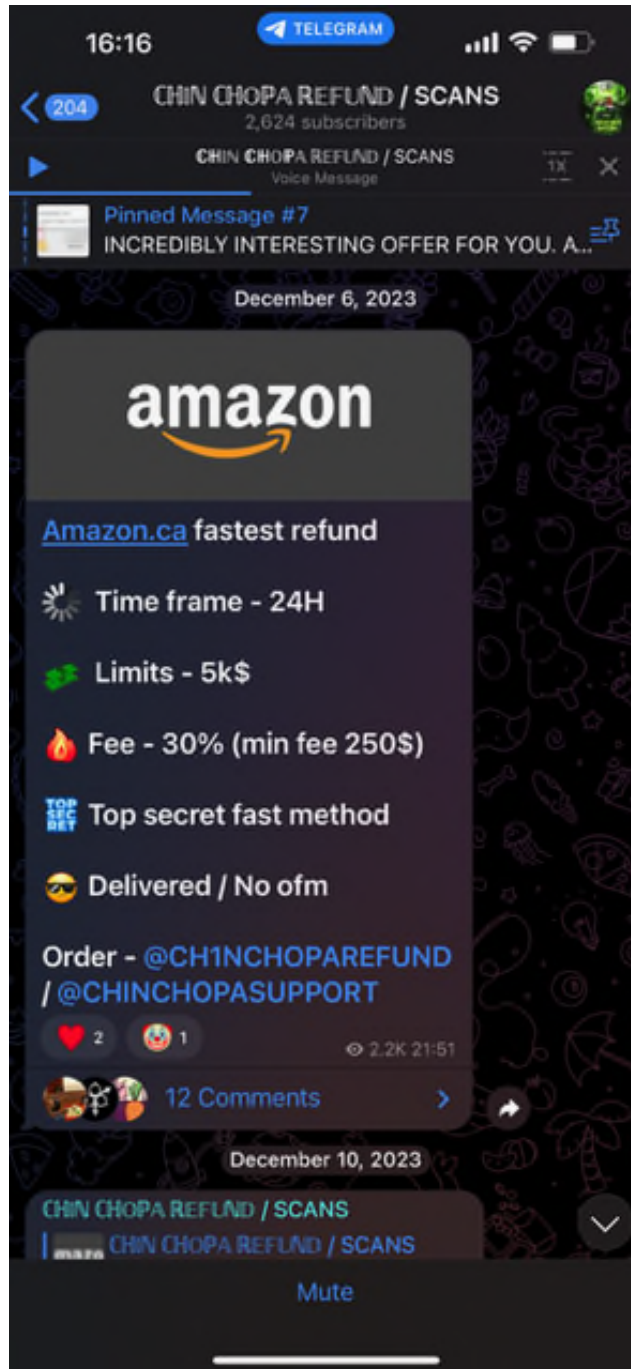 16:16
TELEGRAM
204
CHIN CHOPA REFUND / SCANS
2,624 subscribers
CHIN CHOPA REFUND / SCANS
Voice Message
1X
Pinned Message #7
INCREDIBLY INTERESTING OFFER FOR YOU. A...
December 6, 2023
amazon
Amazon.ca fastest refund
Time frame - 24H
Limits - 5k$
🔥 Fee - 30% (min fee 250$)
TOP SECRET Top secret fast method
😎 Delivered / No ofm
Order - @CH1NCHOPAREFUND
/ @CHINCHOPASUPPORT
❤️ 2 🤡 1
2.2K 21:51
12 Comments
December 10, 2023
CHIN CHOPA REFUND / SCANS
CHIN CHOPA REFUND / SCANS
Mute